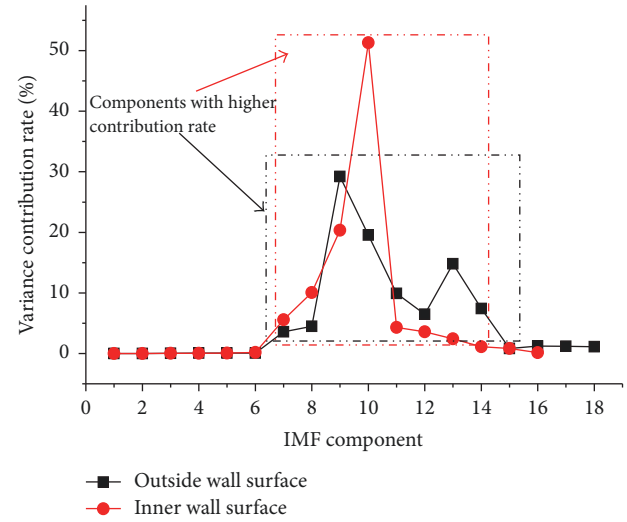 50
40
30
20
10
0
Variance contribution rate (%)
Components with higher
contribution rate
0 2 4 6 8 10 12 14 16 18
IMF component
Outside wall surface
Inner wall surface